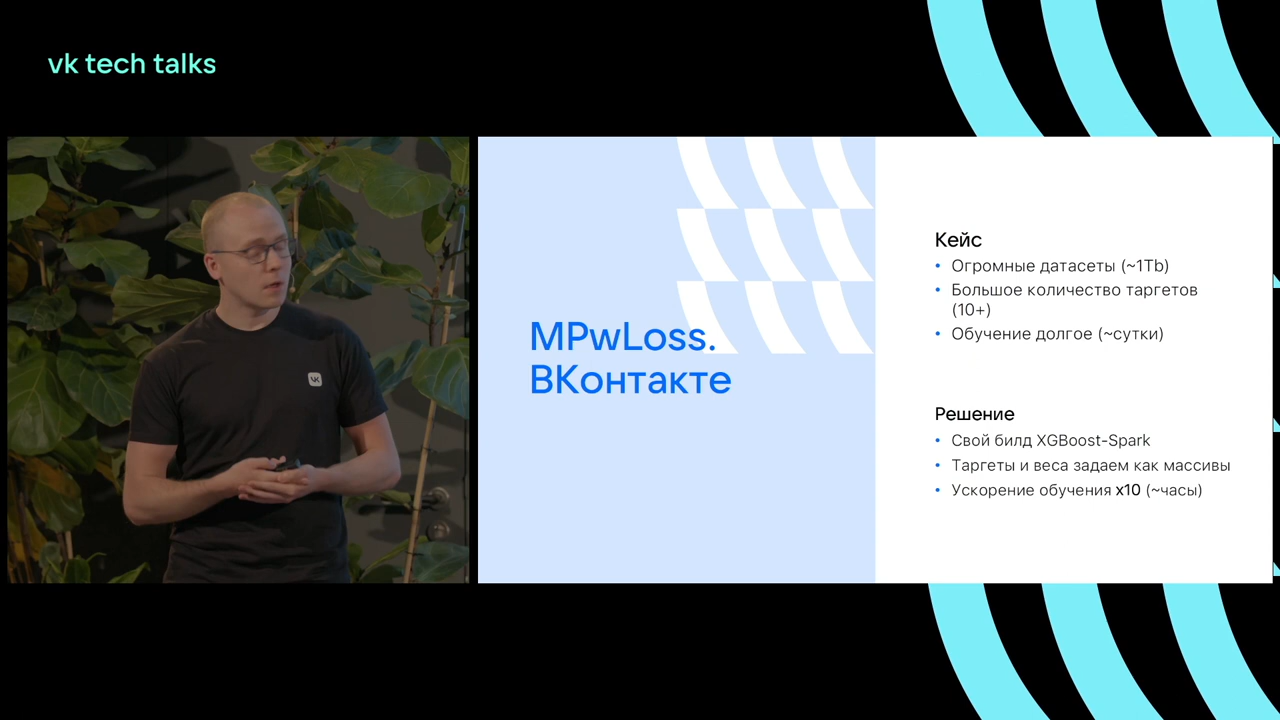 vk tech talks
MPwLoss.
ВКонтакте
Кейс
• Огромные датасеты (~1Tb)
• Большое количество таргетов
(10+)
• Обучение долгое (~сутки)
Решение
• Свой билд XGBoost-Spark
• Таргеты и веса задаем как массивы
• Ускорение обучения x10 (~часы)